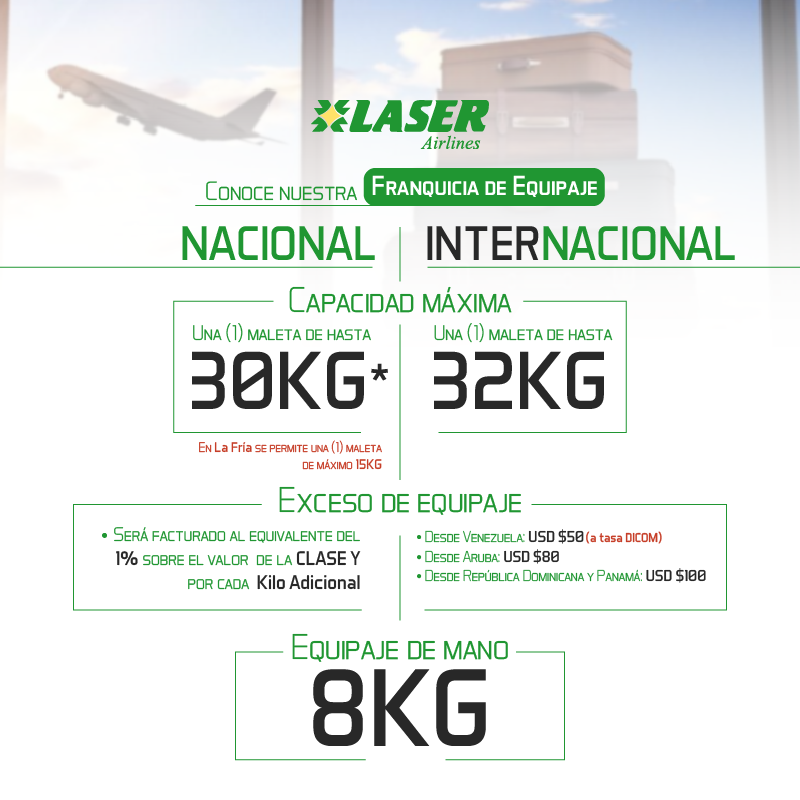 LASER
Airlines
CONOCE NUESTRA FRANQUICIA DE EQUIPAJE
NACIONAL
INTERNACIONAL
CAPACIDAD MÁXIMA
UNA (1) MALETA DE HASTA
30KG*
EN La Fría SE PERMITE UNA (1) MALETA
DE MÁXIMO 15KG
UNA (1) MALETA DE HASTA
32KG
EXCESO DE EQUIPAJE
• SERÁ FACTURADO AL EQUIVALENTE DEL
1% SOBRE EL VALOR DE LA CLASE Y
POR CADA Kilo Adicional
• DESDE VENEZUELA: USD $50 (a tasa DICOM)
• DESDE ARUBA: USD $80
• DESDE REPÚBLICA DOMINICANA Y PANAMÁ: USD $100
EQUIPAJE DE MANO
8KG